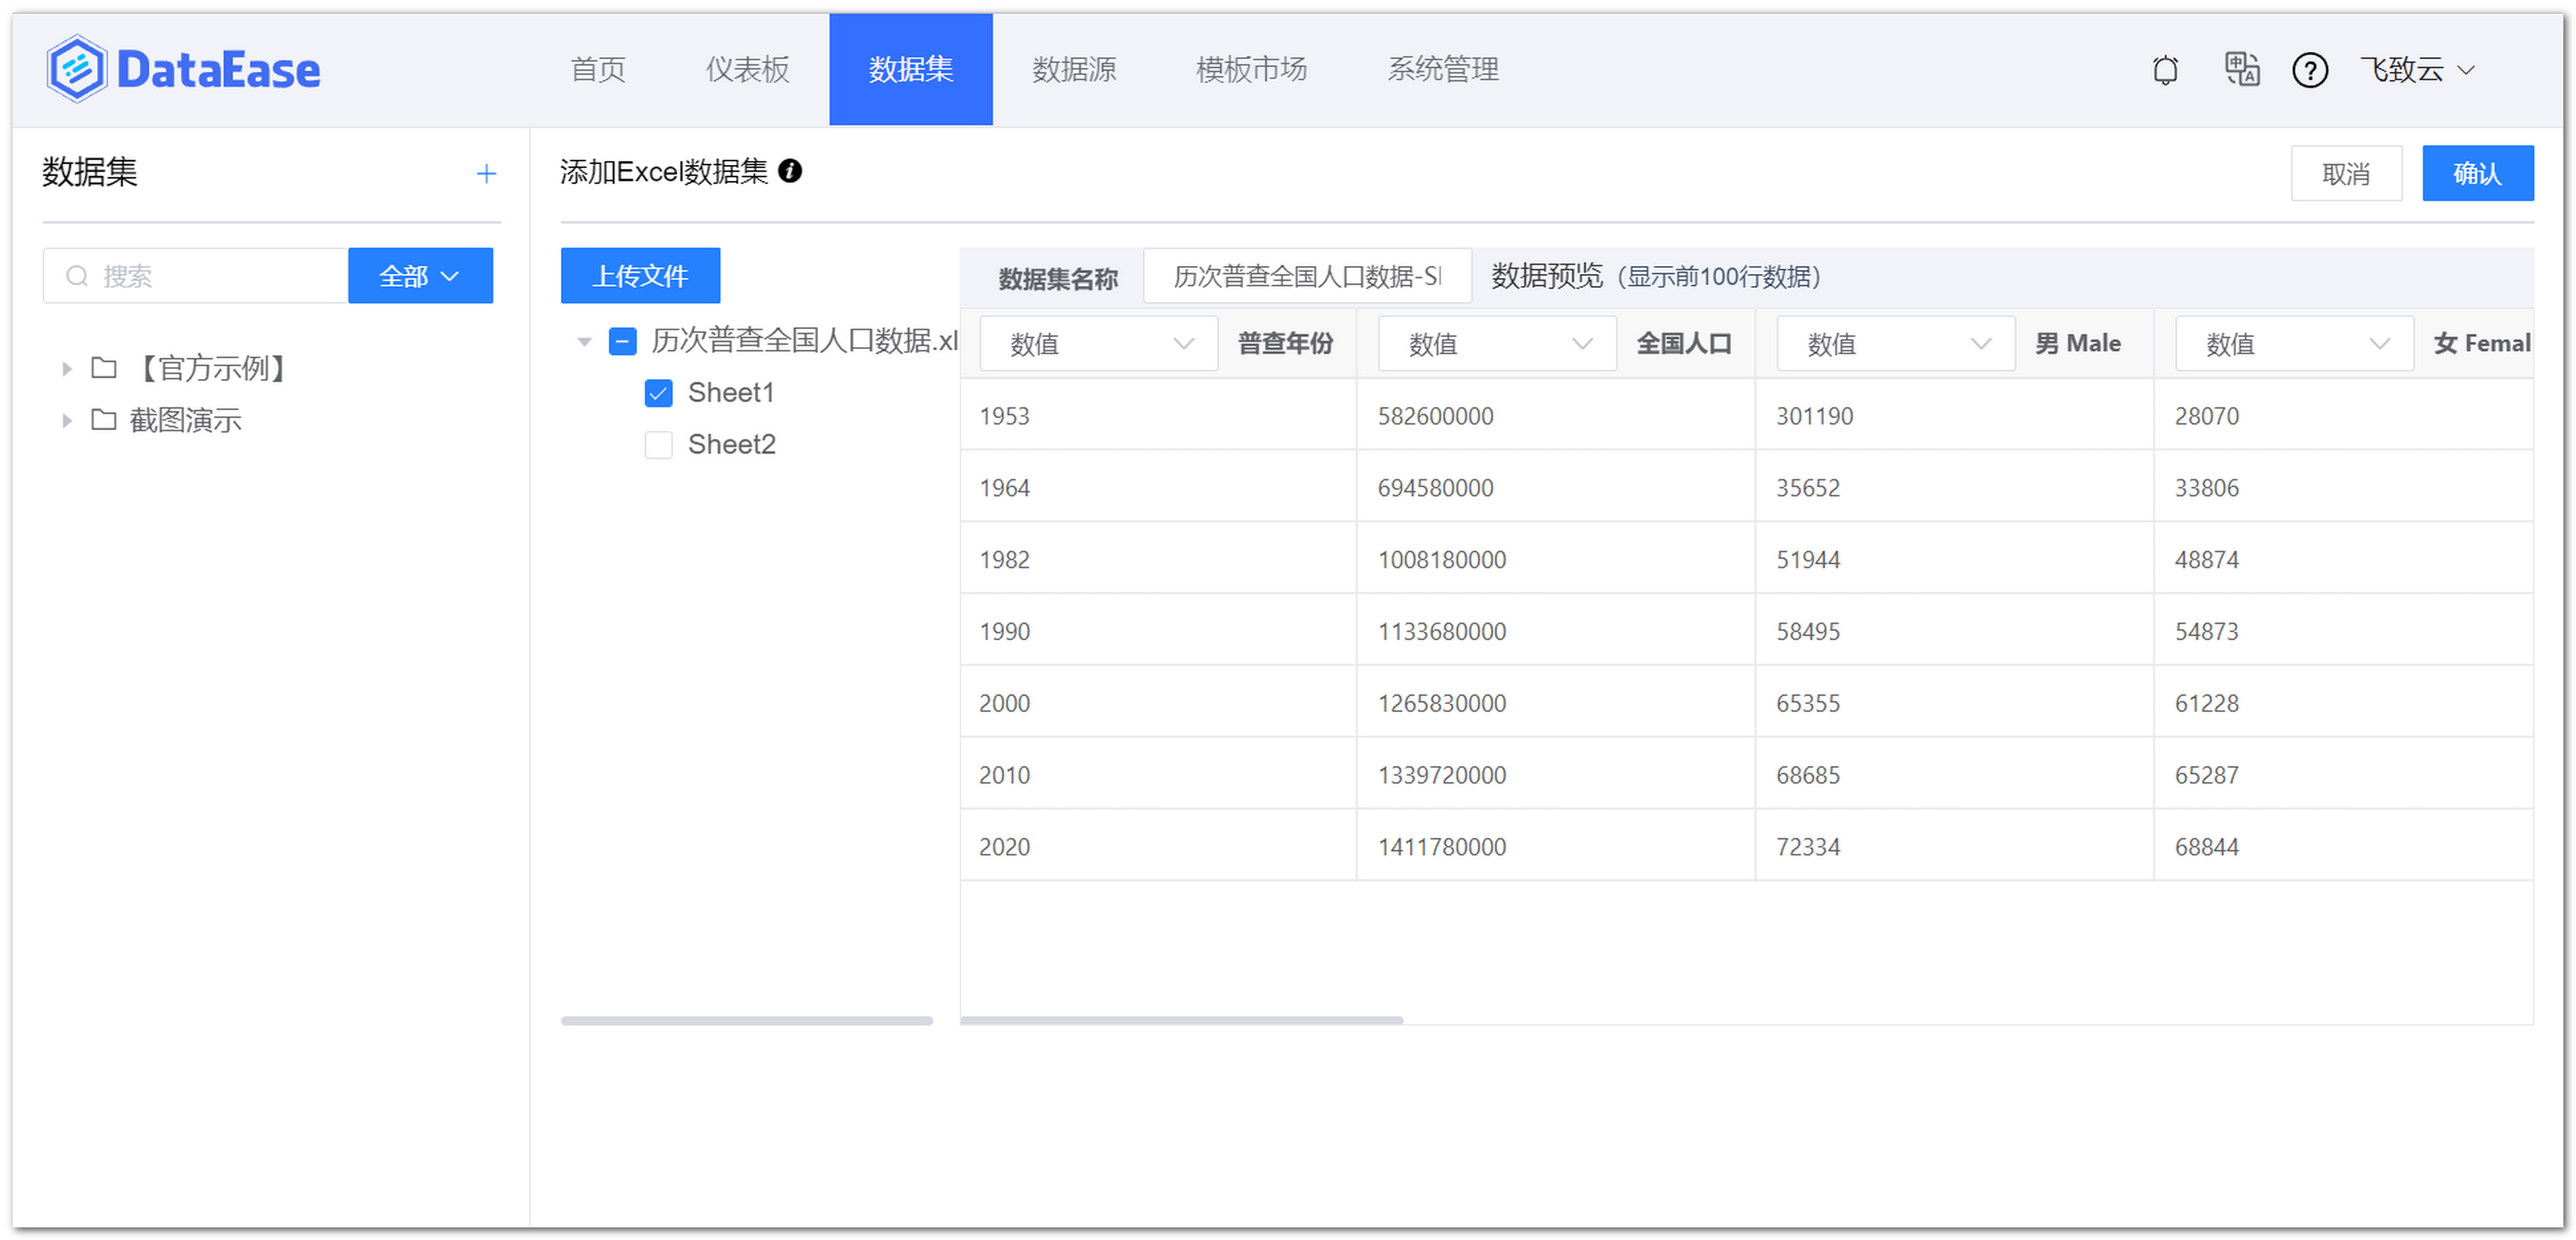 DataEase 首页 仪表板 数据集 数据源 模板市场 系统管理 中 A ? 飞致云
数据集 +
搜索 全部
【官方示例】
截图演示
添加Excel数据集 i 取消 确认
上传文件
历次普查全国人口数据.xl
Sheet1
Sheet2
数据集名称 历次普查全国人口数据-S 数据预览 (显示前100行数据)
数值 普查年份 数值 全国人口 数值 男 Male 数值 女 Femal
1953 582600000 301190 28070
1964 694580000 35652 33806
1982 1008180000 51944 48874
1990 1133680000 58495 54873
2000 1265830000 65355 61228
2010 1339720000 68685 65287
2020 1411780000 72334 68844